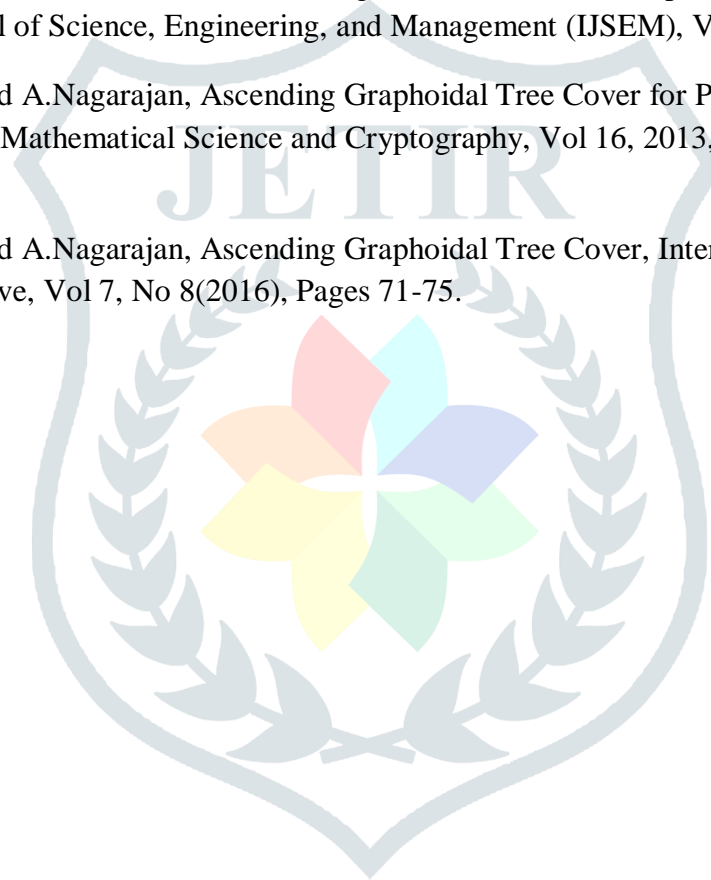 l of Science, Engineering, and Management (IJSEM), V
d A.Nagarajan, Ascending Graphoidal Tree Cover for P
Mathematical Science and Cryptography, Vol 16, 2013,
JETIR
d A.Nagarajan, Ascending Graphoidal Tree Cover, Inter
ve, Vol 7, No 8(2016), Pages 71-75.